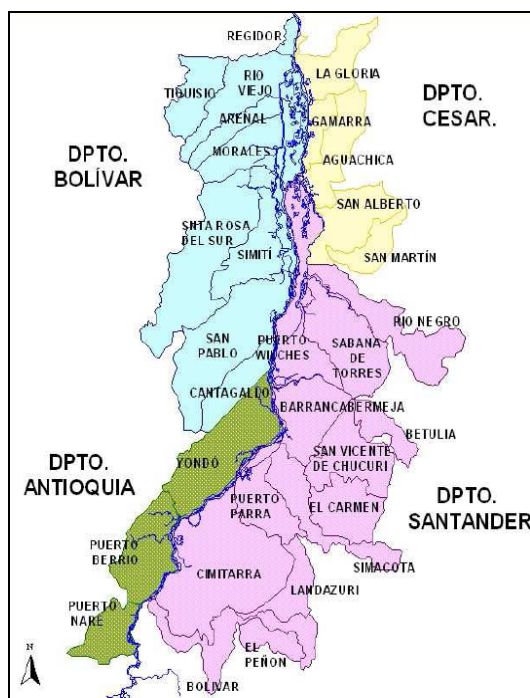 REGIDOR
LA GLORIA
RIO
VIEJO
TIQUISIO
DPTO.
CESAR.
ARENAL
GAMARRA
MORALES
AGUACHICA
DPTO.
BOLÍVAR
SAN ALBERTO
SNTA ROSA
DEL SUR
SIMITÍ
SAN MARTÍN
RIO NEGRO
SAN
PABLO
PUERTO
WILCHES
SABANA
DE
TORRES
CANTAGALLO
BARRANCABERMEJA
BETULIA
SAN VICENTE
DE CHUCURI
YONDÓ
DPTO.
ANTIOQUIA
PUERTO
PARRA
EL CARMEN
DPTO.
SANTANDER
PUERTO
BERRIO
CIMITARRA
SIMACOTA
LANDAZURI
PUERTO
NARE
EL
PEÑON
BOLIVAR
N